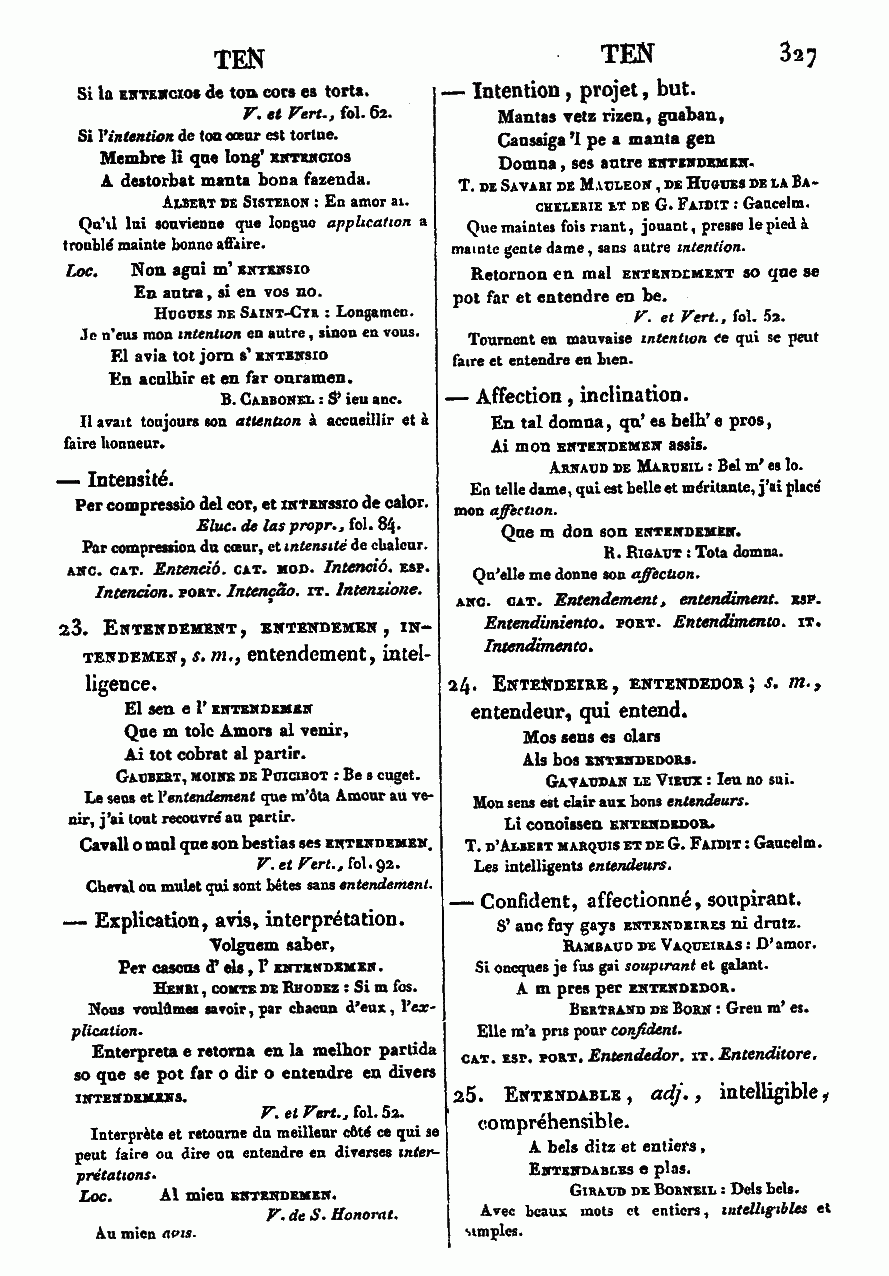 TEN
Si la ENTENCIOS de ton cors es torta.
V. et Vert., fol. 62.
Si l'intention de ton cœur est tortue.
Membre li que long' ENTENCIOS
A destorbat manta bona fazenda.
ALBERT DE SISTERON : En amor ai.
Qu'il lui souvienne que longue application a
troublé mainte bonne affaire.
Loc. Non agui m' ENTENSIO
En autra, si en vos no.
HUGUES DE SAINT-CYR : Longamen.
Je n'eus mon intention en autre, sinon en vous.
El avia tot jorn s' ENTENSIO
En aculhir et en far onramen.
B. CARBONEL : S' ieu anc.
Il avait toujours son attention à accueillir et à
faire honneur.
— Intensité.
Per compressio del cor, et INTENSSIO de calor.
Eluc. de las propr., fol. 84.
Par compression du cœur, et intensité de chaleur.
ANC. CAT. Entenció. CAT. MOD. Intenció. ESP.
Intencion. PORT. Intenção. IT. Intenzione.
23. ENTENDEMENT, ENTENDEMEN, IN-
TENDEMEN, s. m., entendement, intel-
ligence.
El sen e l' ENTENDEMEN
Que m tolc Amors al venir,
Ai tot cobrat al partir.
GAUBERT, MOINE DE PUICIBOT : Be s cuget.
Le sens et l'entendement que m'ôta Amour au ve-
nir, j'ai tout recouvré au partir.
Cavall o mul que son bestias ses ENTENDEMEN.
V. et Vert., fol. 92.
Cheval ou mulet qui sont bêtes sans entendement.
— Explication, avis, interprétation.
Volguem saber,
Per cascus d' els, l' ENTENDEMEN.
HENRI, COMTE DE RHODEZ : Si m fos.
Nous voulûmes savoir, par chacun d'eux, l'ex-
plication.
Enterpreta e retorna en la melhor partida
so que se pot far o dir o entendre en divers
INTENDEMENS.
V. et Vert., fol. 52.
Interprète et retourne du meilleur côté ce qui se
peut faire ou dire ou entendre en diverses inter-
prétations.
Loc. Al mieu ENTENDEMEN.
V. de S. Honorat.
Au mien avis.
TEN 327
— Intention, projet, but.
Mantas vetz rizen, guaban,
Causiga 'l pe a manta gen
Domna, ses autre ENTENDEMEN.
T. DE SAVARI DE MAULEON, DE HUGUES DE LA BA-
CHELERIE ET DE G. FAIDIT : Gaucelm.
Que maintes fois riant, jouant, presse le pied à
mainte gente dame, sans autre intention.
Retornon en mal ENTENDEMENT so que se
pot far et entendre en be.
V. et Vert., fol. 52.
Tournent en mauvaise intention ce qui se peut
faire et entendre en bien.
— Affection, inclination.
En tal domna, qu' es belh' e pros,
Ai mon ENTENDEMEN assis.
ARNAUD DE MARUEIL : Bel m' es lo.
En telle dame, qui est belle et méritante, j'ai placé
mon affection.
Que m don son ENTENDEMEN.
R. RIGAUT : Tota domna.
Qu'elle me donne son affection.
ANC. CAT. Entendement, entendiment. ESP.
Entendimiento. PORT. Entendimento. IT.
Intendimento.
24. ENTENDEIRE, ENTENDEDOR; s. m.,
entendeur, qui entend.
Mos sens es clars
Als bos ENTENDEDORS.
GAVAUDAN LE VIEUX : Ieu no sui.
Mon sens est clair aux bons entendeurs.
Li conoissen ENTENDEDOR.
T. D'ALBERT MARQUIS ET DE G. FAIDIT : Gaucelm.
Les intelligents entendeurs.
— Confident, affectionné, soupirant.
S' anc fuy gays ENTENDEIRES ni drutz.
RAMBAUD DE VAQUEIRAS : D'amor.
Si oncques je fus gai soupirant et galant.
A m pres per ENTENDEDOR.
BERTRAND DE BORN : Greu m' es.
Elle m'a pris pour confident.
CAT. ESP. PORT. Entendedor. IT. Entenditore.
25. ENTENDABLE, adj., intelligible,
compréhensible.
A bels ditz et entiers,
ENTENDABLES e plas.
GIRAUD DE BORNEIL : Dels bels.
Avec beaux mots et entiers, intelligibles et
simples.